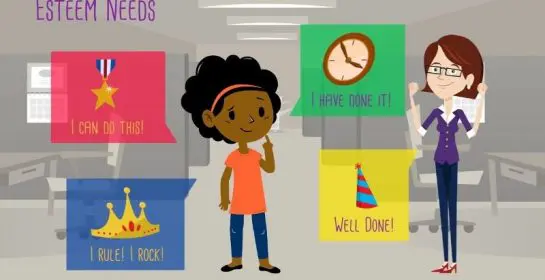 Esteem Needs
I can do this!
I have done it!
I rule! I rock!
Well Done!